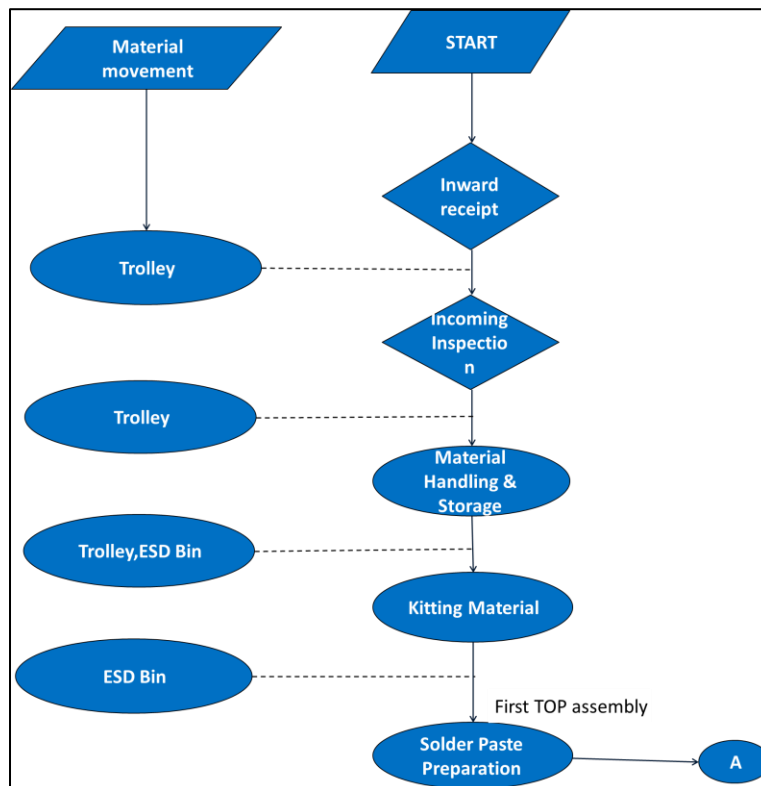 Material
movement
START
Inward
receipt
Trolley
Incoming
Inspectio
n
Trolley
Material
Handling &
Storage
Trolley,ESD Bin
Kitting Material
ESD Bin
First TOP assembly
Solder Paste
Preparation
A